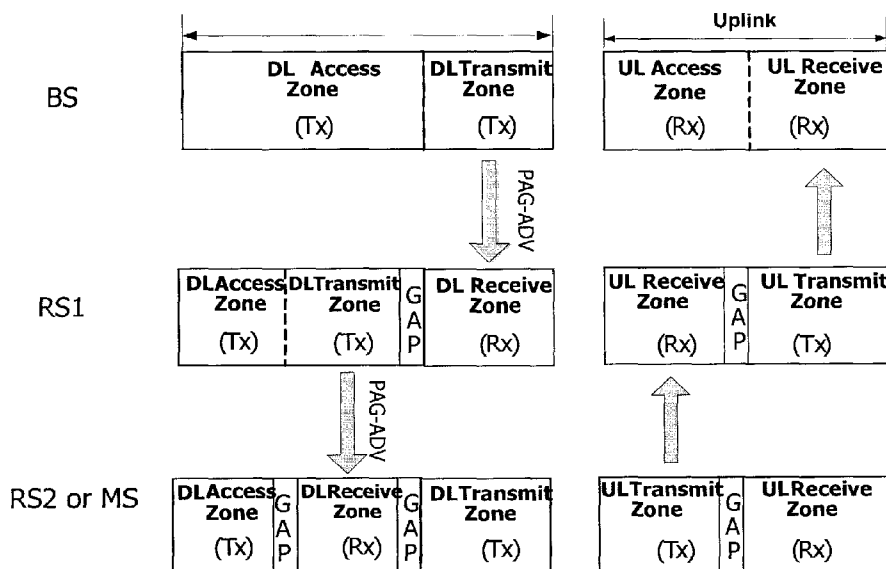 Uplink
BS
DL Access Zone (Tx)
DLTransmit Zone (Tx)
UL Access Zone (Rx)
UL Receive Zone (Rx)
PAG-ADV
RS1
DLAccess Zone (Tx)
DLTransmit Zone (Tx)
GAP
DL Receive Zone (Rx)
UL Receive Zone (Rx)
GAP
UL Transmit Zone (Tx)
PAG-ADV
RS2 or MS
DLAccess Zone (Tx)
GAP
DLReceive Zone (Rx)
GAP
DLTransmit Zone (Tx)
ULTransmit Zone (Tx)
GAP
ULReceive Zone (Rx)